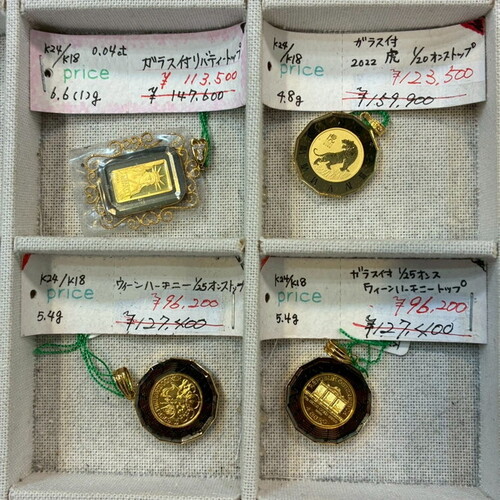 K24/K18 0.04ct
ガラス付リバティートップ
price
¥113,500
6.6(1)g
¥147,600
K24/K18
ガラス付
2022 虎 1/20オンストップ
price
¥123,500
4.8g
¥159,900
K24/K18
ウィーンハーモニー1/25オンストップ
price
¥96,200
5.4g
¥127,400
K24/K18
ガラス付 1/25オンス
ウィーンハーモニートップ
price
¥96,200
5.4g
¥127,400